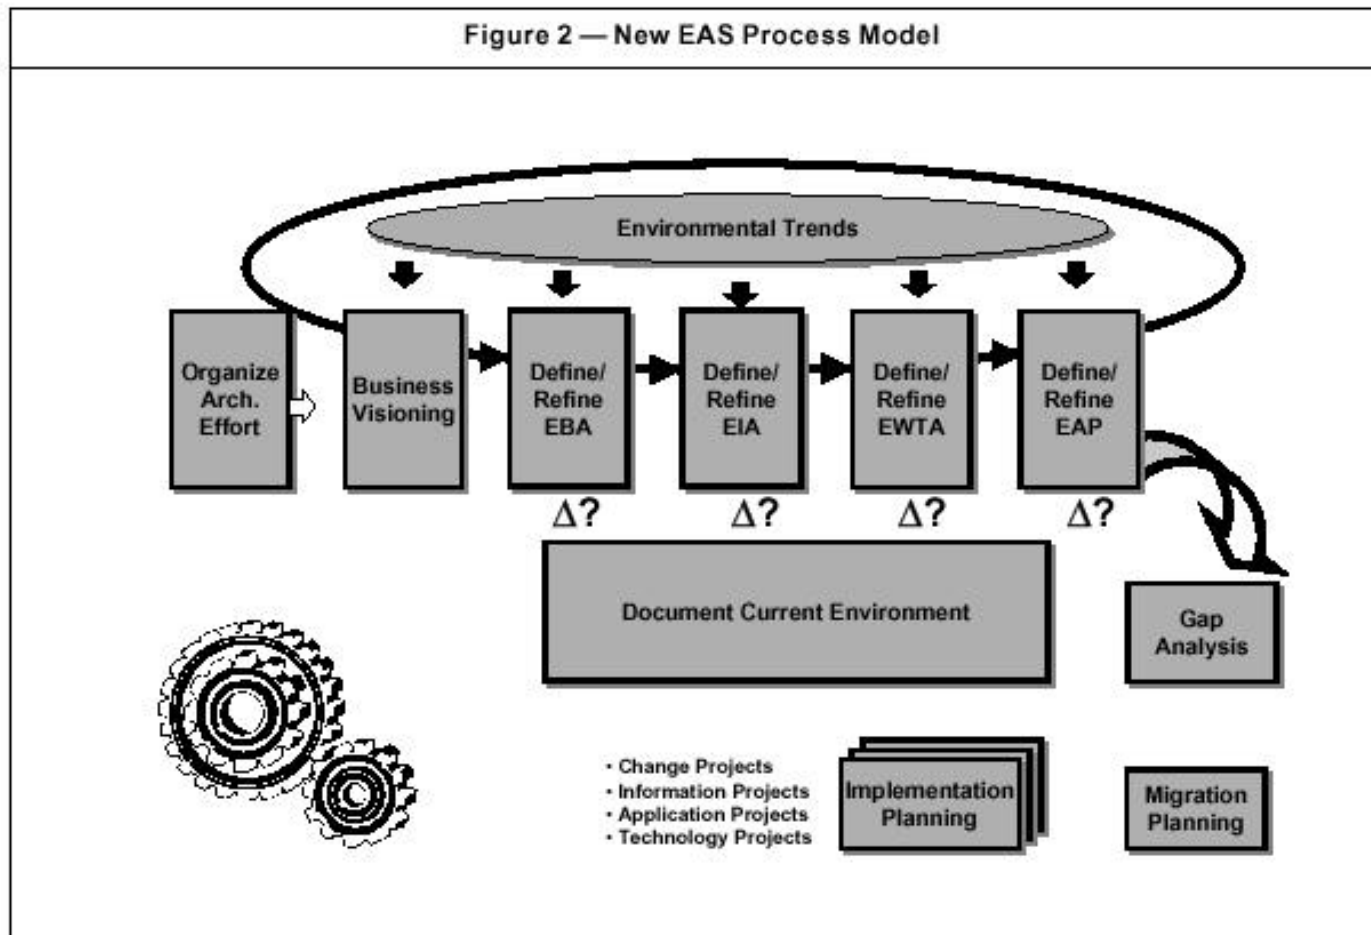 Figure 2 — New EAS Process Model
Environmental Trends
Organize
Arch.
Effort
Business
Visioning
Define/
Refine
EBA
Define/
Refine
EIA
Define/
Refine
EWTA
Define/
Refine
EAP
Δ?
Δ?
Δ?
Δ?
Document Current Environment
Gap
Analysis
• Change Projects
• Information Projects
• Application Projects
• Technology Projects
Implementation
Planning
Migration
Planning